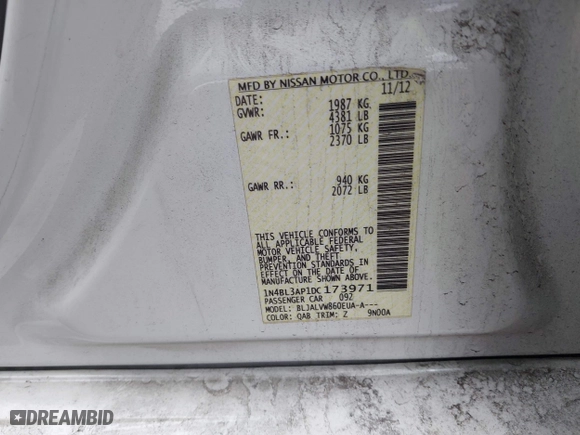 MFD BY NISSAN MOTOR CO., LTD.
DATE: 11/12
GVWR: 1987 KG.
4381 LB
GAWR FR.: 1075 KG
2370 LB
GAWR RR.: 940 KG
2072 LB
THIS VEHICLE CONFORMS TO
ALL APPLICABLE FEDERAL
MOTOR VEHICLE SAFETY,
BUMPER, AND THEFT
PREVENTION STANDARDS IN
EFFECT ON THE DATE OF
MANUFACTURE SHOWN ABOVE.
1N4BL3AP1DC173971
PASSENGER CAR 092
MODEL: BLJALVWB60EUA-A---
COLOR: QAB TRIM: Z 9N00A
DREAMBID